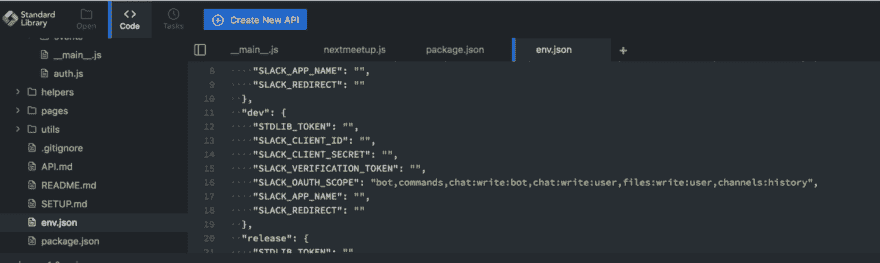 Standard Library
Open
Code
Tasks
Create New API
__main__.js
auth.js
helpers
pages
utils
.gitignore
API.md
README.md
SETUP.md
env.json
package.json
__main__.js
nextmeetup.js
package.json
env.json
+
8 "SLACK_APP_NAME": "",
9 "SLACK_REDIRECT": ""
10 },
11 "dev": {
12 "STDLIB_TOKEN": "",
13 "SLACK_CLIENT_ID": "",
14 "SLACK_CLIENT_SECRET": "",
15 "SLACK_VERIFICATION_TOKEN": "",
16 "SLACK_OAUTH_SCOPE": "bot,commands,chat:write:bot,chat:write:user,files:write:user,channels:history",
17 "SLACK_APP_NAME": "",
18 "SLACK_REDIRECT": ""
19 },
20 "release": {
21 "STDLIB_TOKEN": ""